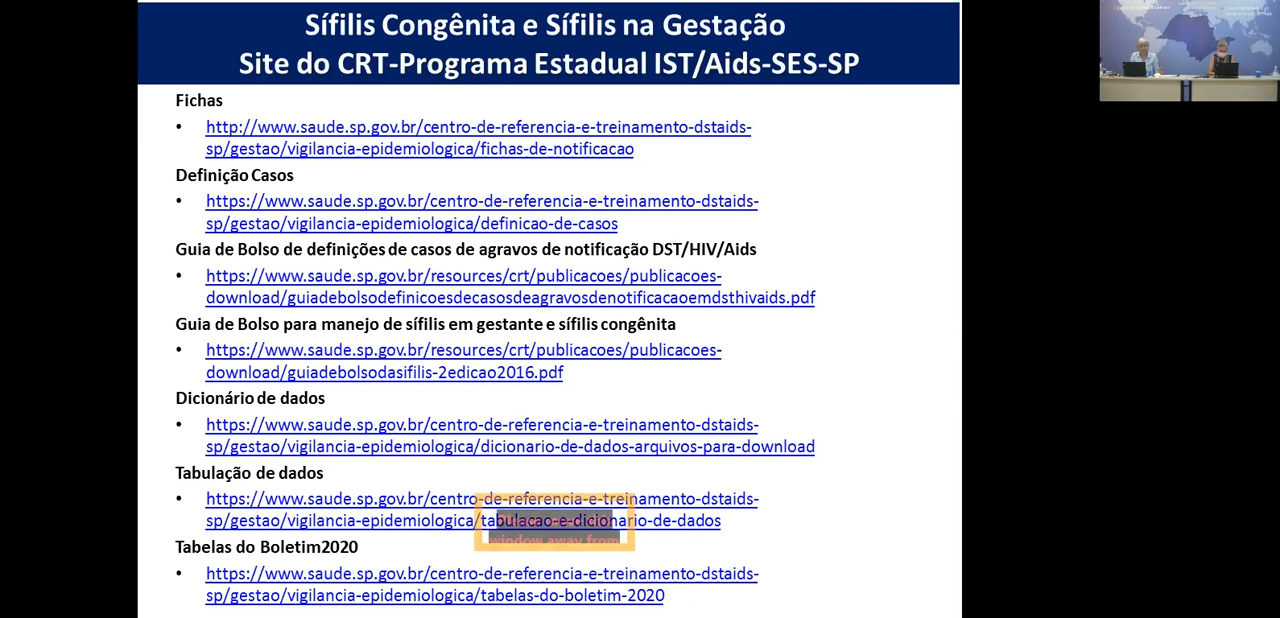 Sífilis Congênita e Sífilis na Gestação
Site do CRT-Programa Estadual IST/Aids-SES-SP
Fichas
• http://www.saude.sp.gov.br/centro-de-referencia-e-treinamento-dstaids-
sp/gestao/vigilancia-epidemiologica/fichas-de-notificacao
Definição Casos
• https://www.saude.sp.gov.br/centro-de-referencia-e-treinamento-dstaids-
sp/gestao/vigilancia-epidemiologica/definicao-de-casos
Guia de Bolso de definições de casos de agravos de notificação DST/HIV/Aids
• https://www.saude.sp.gov.br/resources/crt/publicacoes/publicacoes-
download/guiadebolsodefinicoesdecasosdeagravosdenotificacaoemdsthivaids.pdf
Guia de Bolso para manejo de sífilis em gestante e sífilis congênita
• https://www.saude.sp.gov.br/resources/crt/publicacoes/publicacoes-
download/guiadebolsodasifilis-2edicao2016.pdf
Dicionário de dados
• https://www.saude.sp.gov.br/centro-de-referencia-e-treinamento-dstaids-
sp/gestao/vigilancia-epidemiologica/dicionario-de-dados-arquivos-para-download
Tabulação de dados
• https://www.saude.sp.gov.br/centro-de-referencia-e-treinamento-dstaids-
sp/gestao/vigilancia-epidemiologica/tabulacao-e-dicionario-de-dados
window away from
Tabelas do Boletim2020
• https://www.saude.sp.gov.br/centro-de-referencia-e-treinamento-dstaids-
sp/gestao/vigilancia-epidemiologica/tabelas-do-boletim-2020